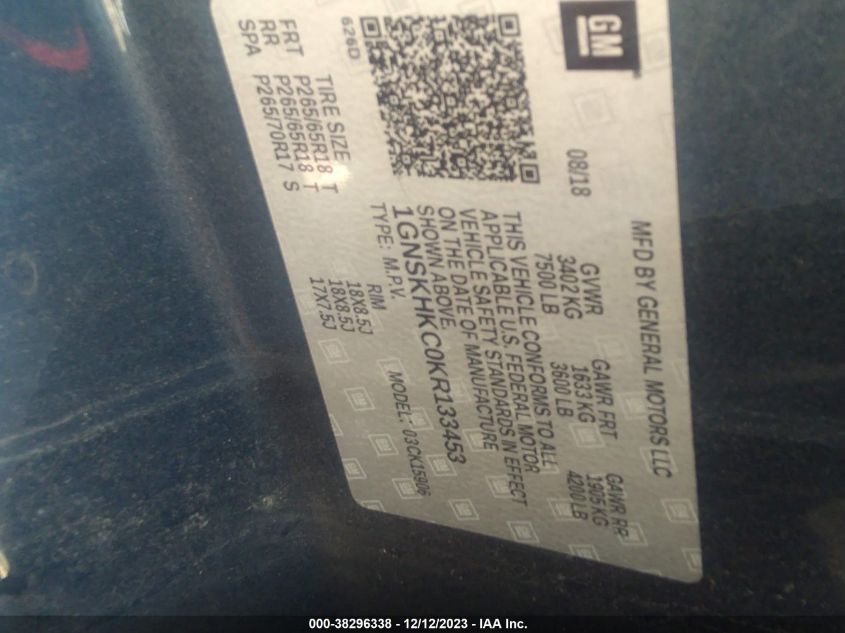 GM
MFD BY GENERAL MOTORS LLC
08/18
GVWR GAWR FRT GAWR RR
3402 KG 1633 KG 1905 KG
7500 LB 3600 LB 4200 LB
THIS VEHICLE CONFORMS TO ALL
APPLICABLE U.S. FEDERAL MOTOR
VEHICLE SAFETY STANDARDS IN EFFECT
ON THE DATE OF MANUFACTURE
SHOWN ABOVE.
1GNSKHKC0KR133453
TYPE: M.P.V. MODEL: 03CK15906
626D
TIRE SIZE RIM
FRT P265/65R18 T 18X8.5J
RR P265/65R18 T 18X8.5J
SPA P265/70R17 S 17X7.5J
000-38296338 - 12/12/2023 - IAA Inc.